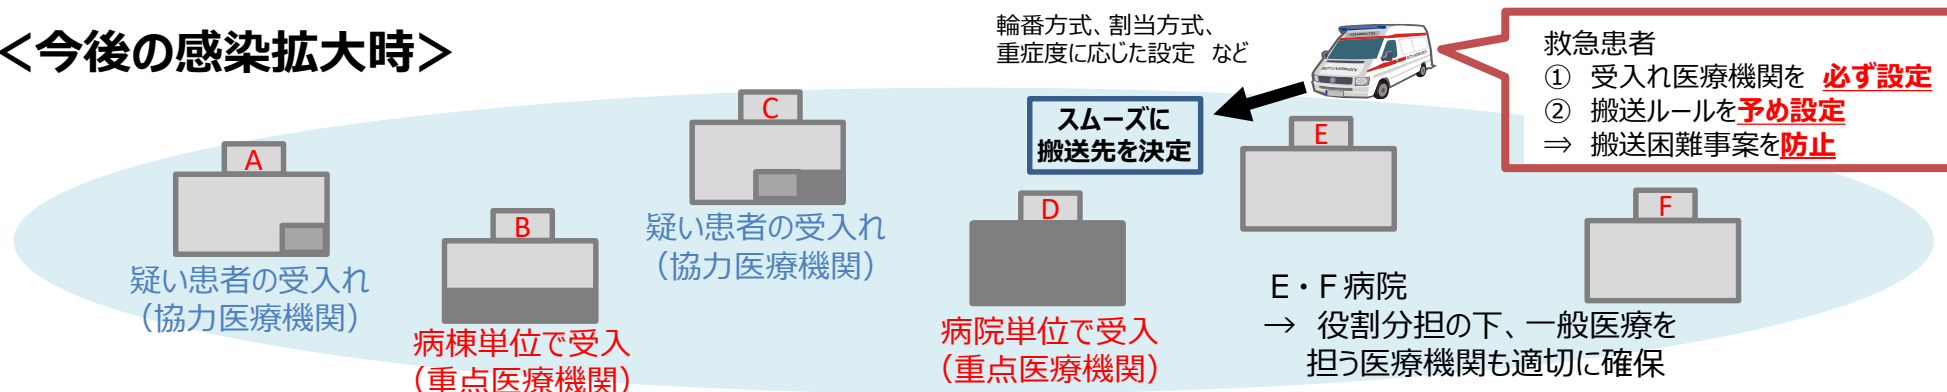 ＜今後の感染拡大時＞
輪番方式、割当方式、
重症度に応じた設定　など
救急患者
①　受入れ医療機関を　必ず設定
②　搬送ルールを予め設定
⇒　搬送困難事案を防止
スムーズに
搬送先を決定
A
疑い患者の受入れ
（協力医療機関）
B
病棟単位で受入
（重点医療機関）
C
疑い患者の受入れ
（協力医療機関）
D
病院単位で受入
（重点医療機関）
E
F
E・F 病院
→　役割分担の下、一般医療を
担う医療機関も適切に確保